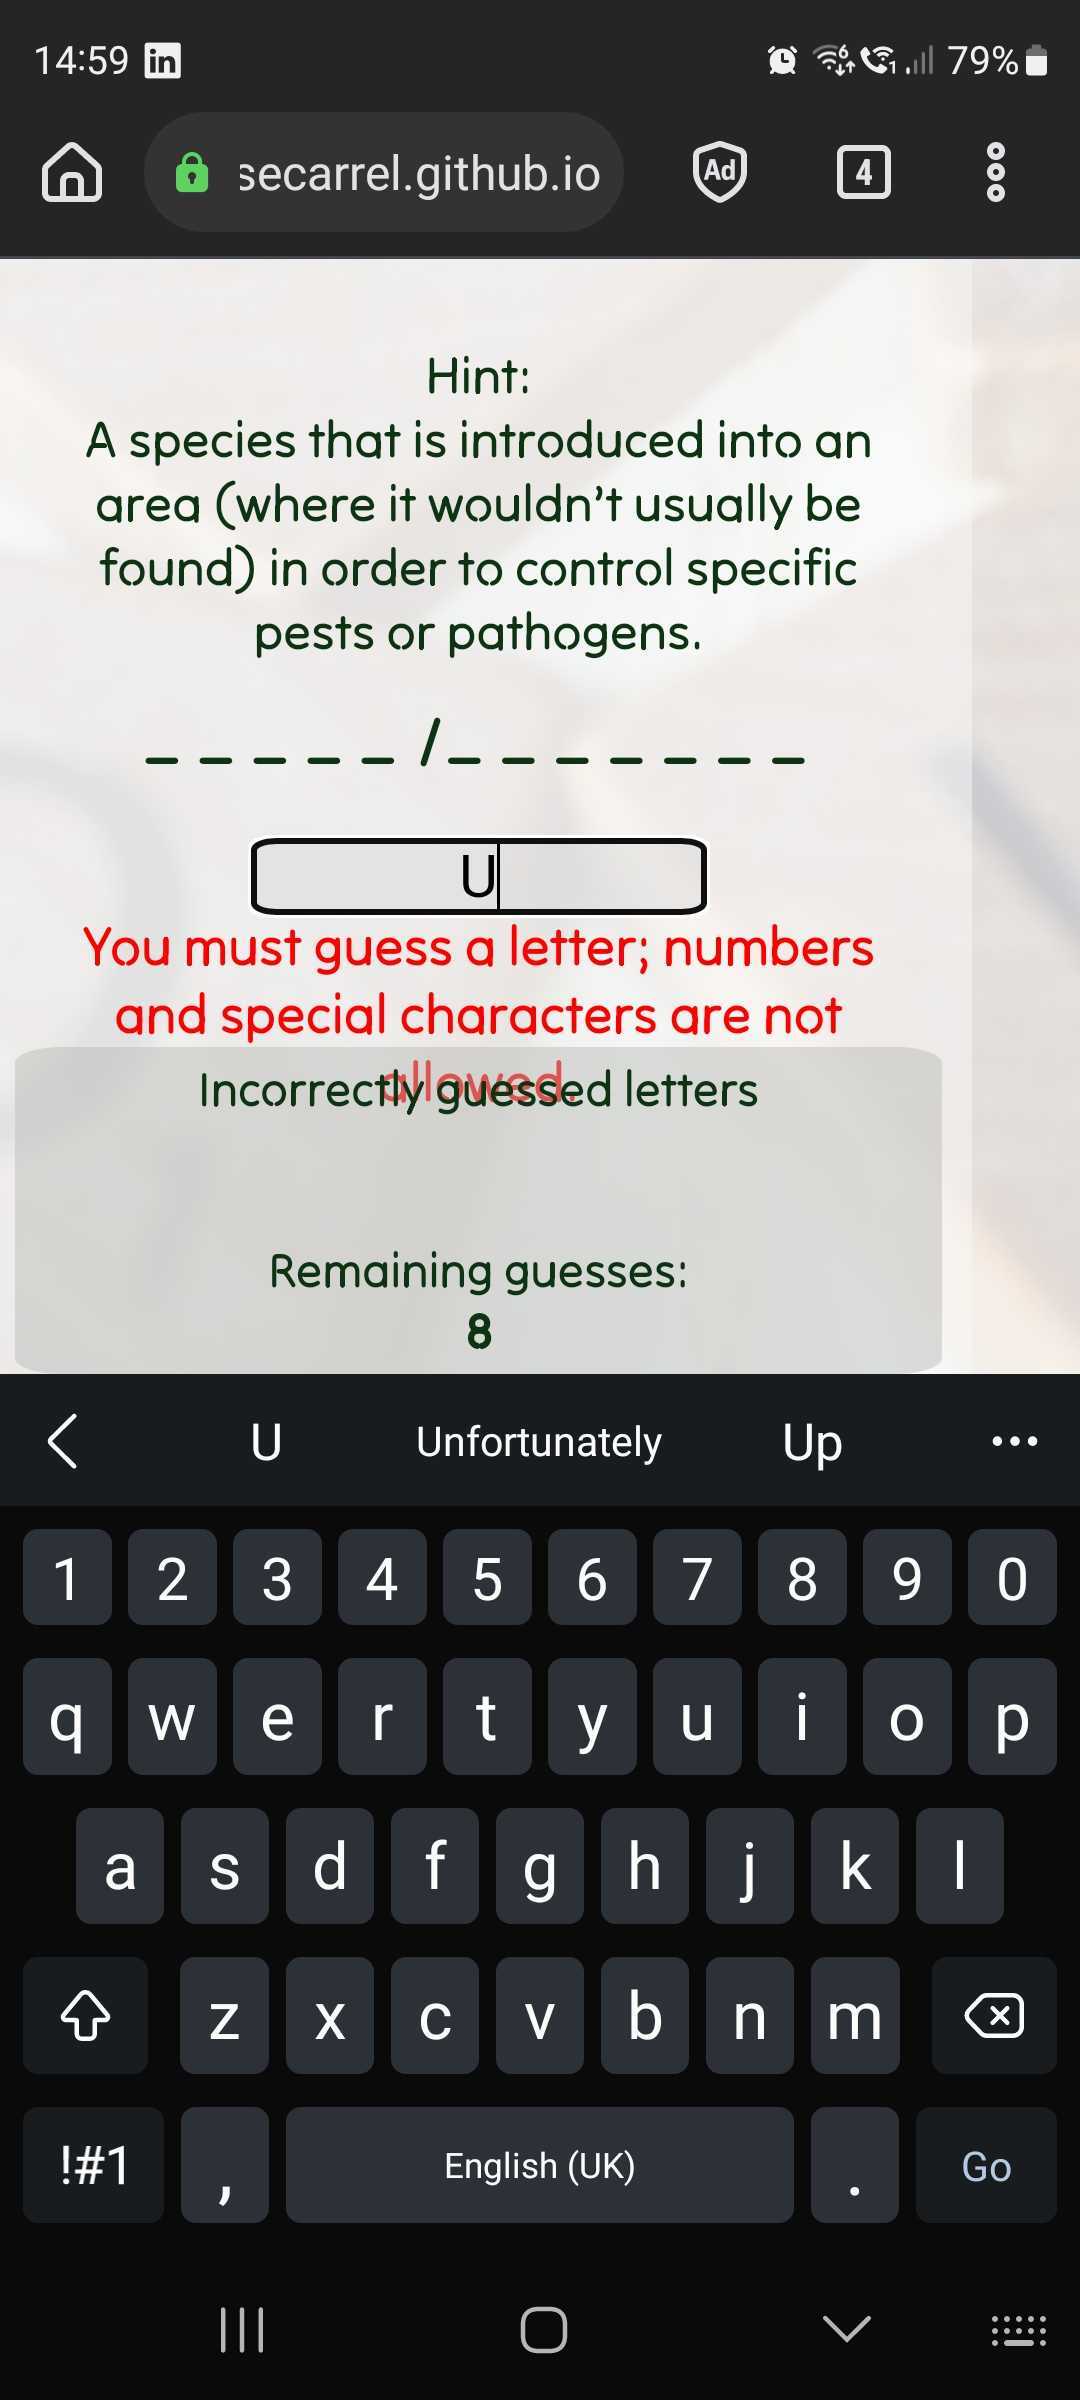 14:59 in 6 1 79%
secarrel.github.io Ad 4
Hint:
A species that is introduced into an
area (where it wouldn't usually be
found) in order to control specific
pests or pathogens.
_ _ _ _ _ /_ _ _ _ _ _ _
U
You must guess a letter; numbers
and special characters are not
allowed.
Incorrectly guessed letters
Remaining guesses:
8
U Unfortunately Up ...
1 2 3 4 5 6 7 8 9 0
q w e r t y u i o p
a s d f g h j k l
z x c v b n m
!#1 , English (UK) . Go